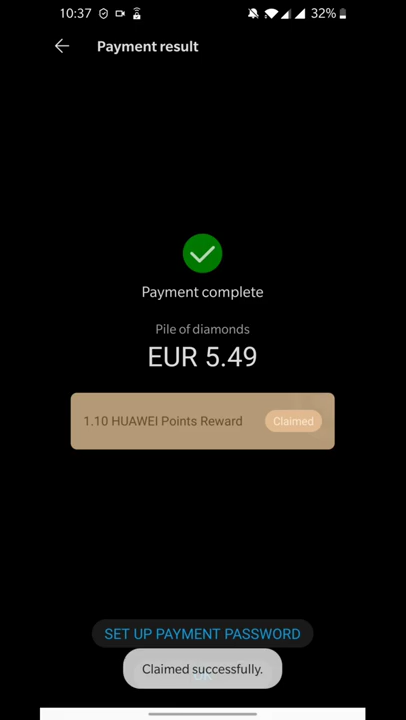 10:37
32%
Payment result
Payment complete
Pile of diamonds
EUR 5.49
1.10 HUAWEI Points Reward
Claimed
SET UP PAYMENT PASSWORD
Claimed successfully.